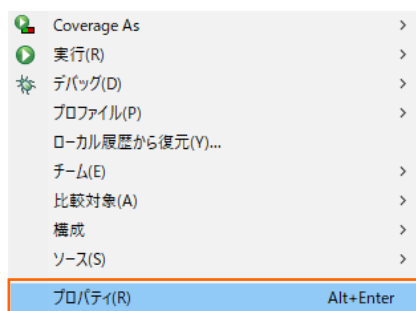 Coverage As
実行(R)
デバッグ(D)
プロファイル(P)
ローカル履歴から復元(Y)...
チーム(E)
比較対象(A)
構成
ソース(S)
プロパティ(R) Alt+Enter